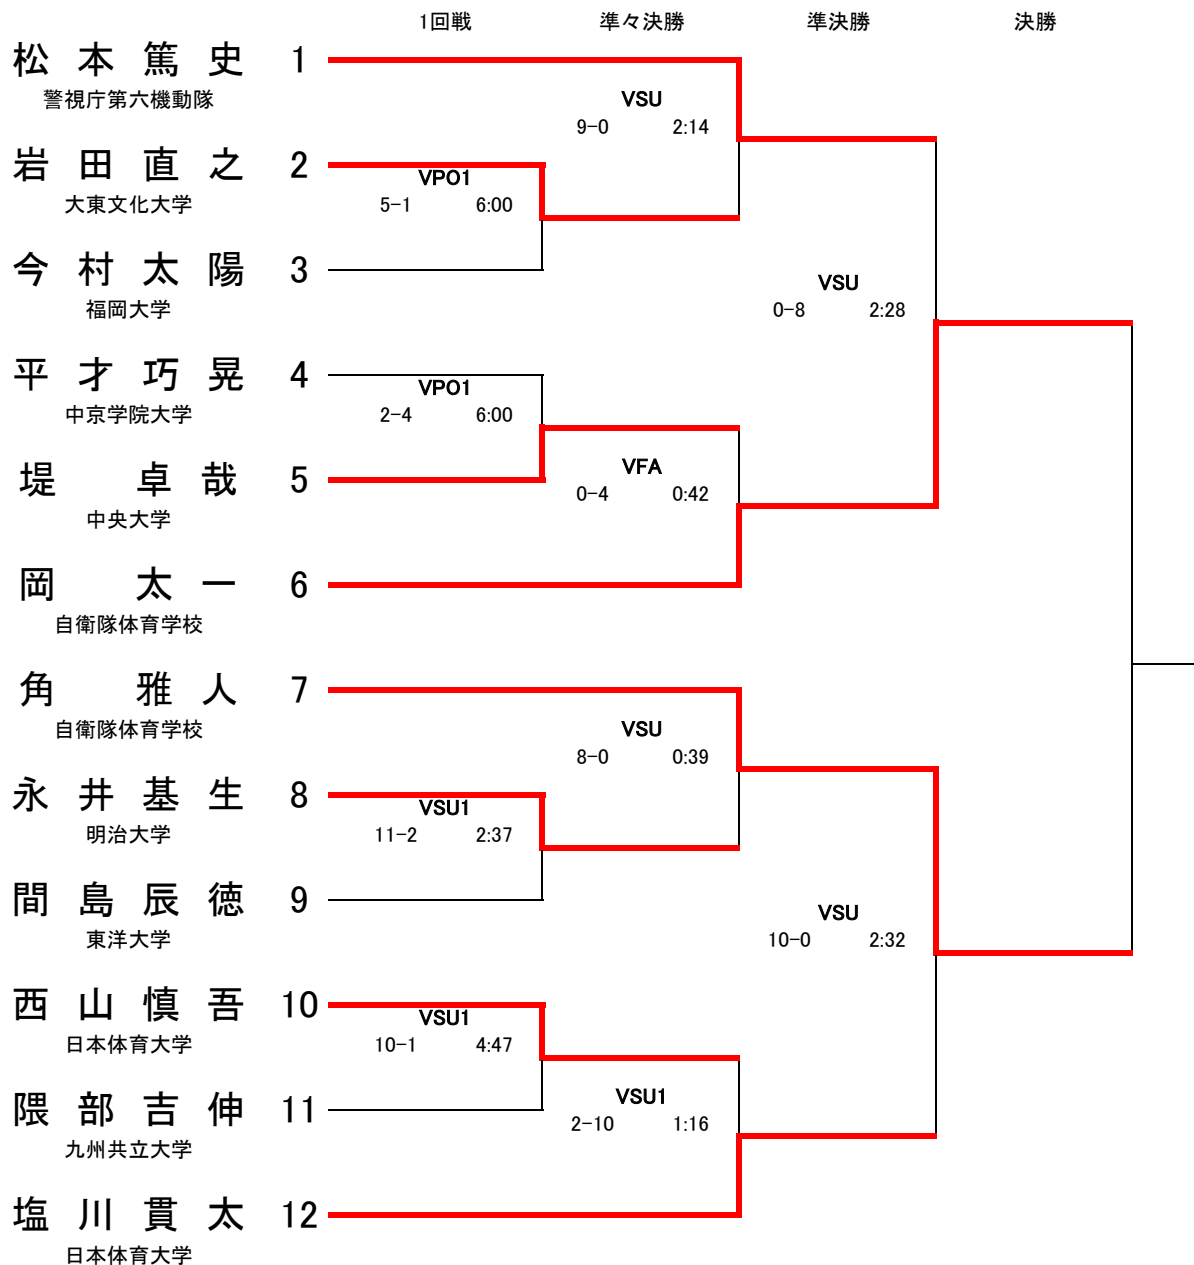 1回戦 準々決勝 準決勝 決勝
松本篤史 1
警視庁第六機動隊
VSU
9-0 2:14
岩田直之 2
大東文化大学
VPO1
5-1 6:00
今村太陽 3
福岡大学
VSU
0-8 2:28
平才巧晃 4
中京学院大学
VPO1
2-4 6:00
堤卓哉 5
中央大学
VFA
0-4 0:42
岡太一 6
自衛隊体育学校
角雅人 7
自衛隊体育学校
VSU
8-0 0:39
永井基生 8
明治大学
VSU1
11-2 2:37
間島辰徳 9
東洋大学
VSU
10-0 2:32
西山慎吾 10
日本体育大学
VSU1
10-1 4:47
隈部吉伸 11
九州共立大学
VSU1
2-10 1:16
塩川貫太 12
日本体育大学